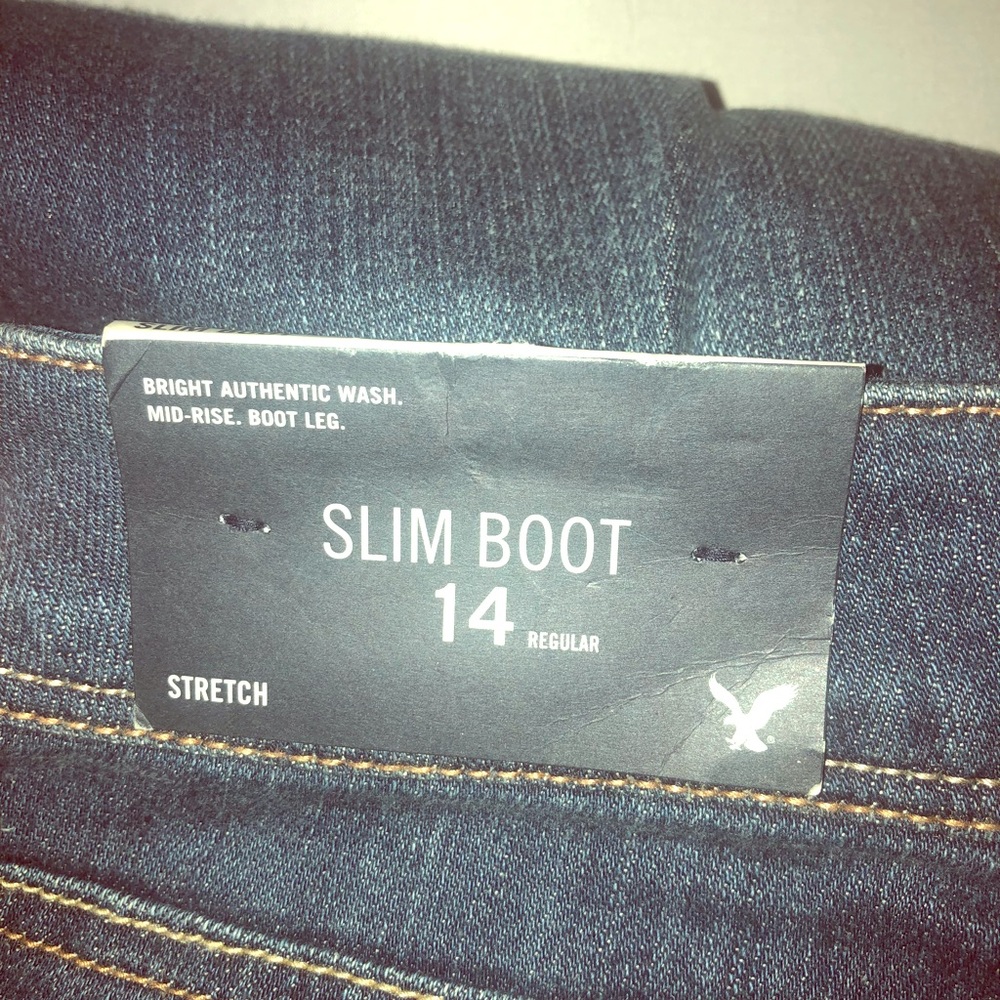 BRIGHT AUTHENTIC WASH.
MID-RISE. BOOT LEG.
SLIM BOOT
14 REGULAR
STRETCH